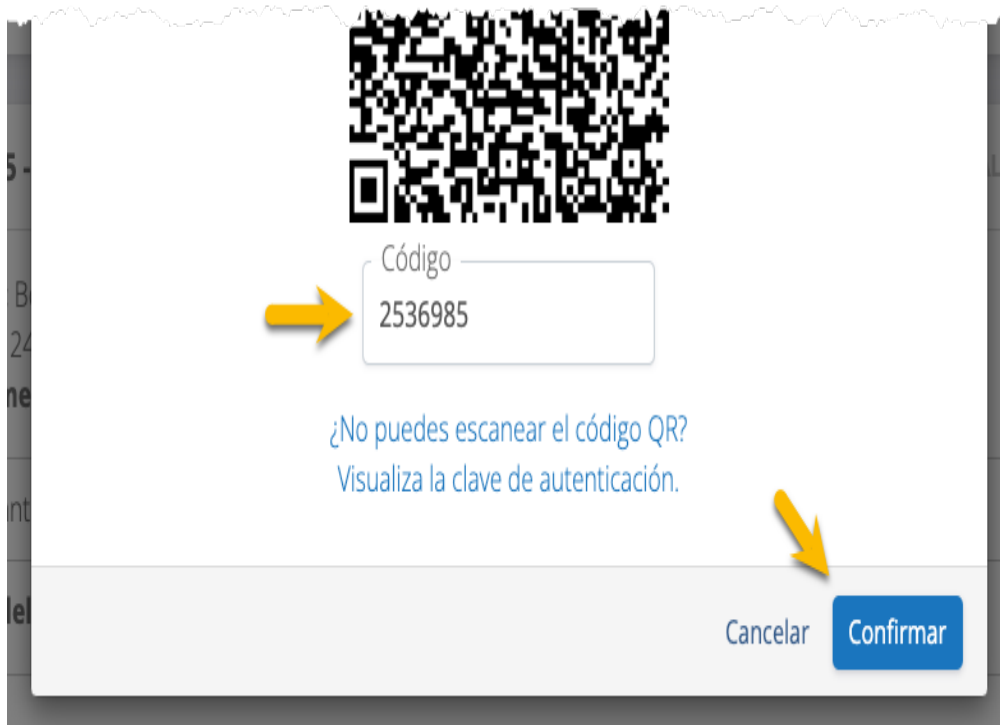 Código
2536985
¿No puedes escanear el código QR?
Visualiza la clave de autenticación.
Cancelar
Confirmar